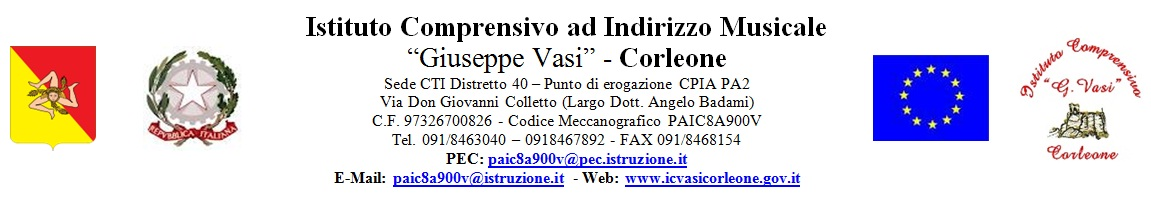 Istituto Comprensivo ad Indirizzo Musicale
“Giuseppe Vasi” - Corleone
Sede CTI Distretto 40 – Punto di erogazione CPIA PA2
Via Don Giovanni Colletto (Largo Dott. Angelo Badami)
C.F. 97326700826 - Codice Meccanografico PAIC8A900V
Tel. 091/8463040 – 0918467892 - FAX 091/8468154
PEC: paic8a900v@pec.istruzione.it
E-Mail: paic8a900v@istruzione.it - Web: www.icvasicorleone.gov.it
REPVBBLICA ITALIANA
Istituto Comprensivo
"G. Vasi"
Corleone